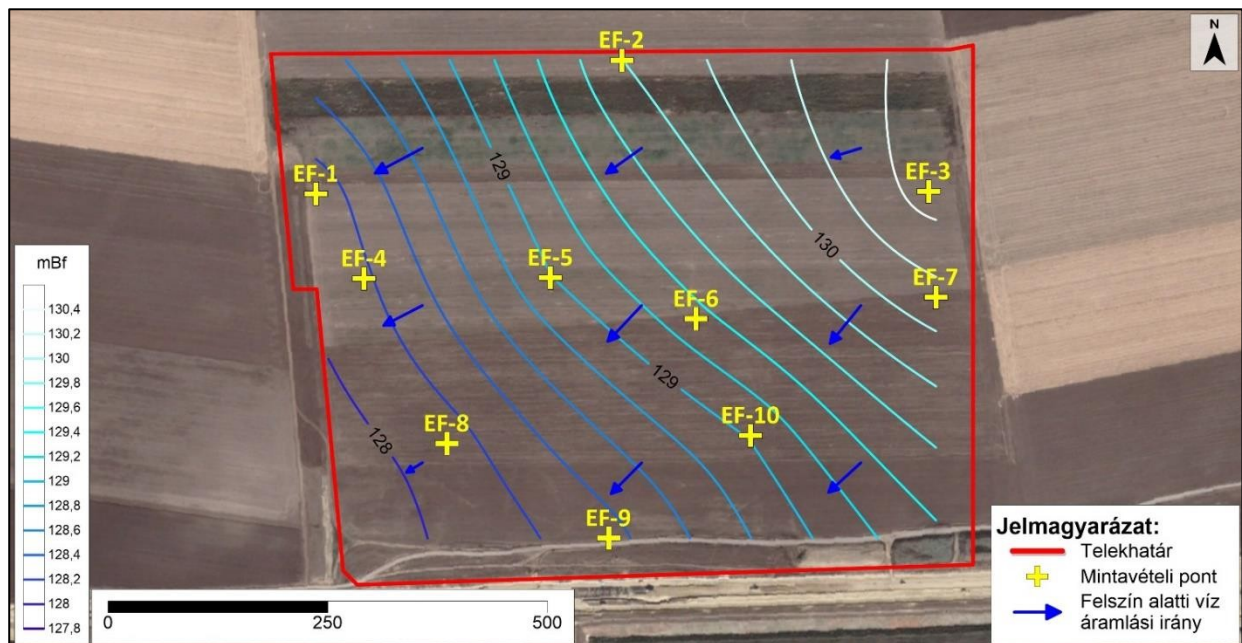 N
EF-2
EF-1
129
EF-3
EF-4
EF-5
130
EF-7
EF-6
129
EF-8
EF-10
128
EF-9
mBf
130,4
130,2
130
129,8
129,6
129,4
129,2
129
128,8
128,6
128,4
128,2
128
127,8
0 250 500
Jelmagyarázat:
Telekhatár
Mintavételi pont
Felszín alatti víz
áramlási irány